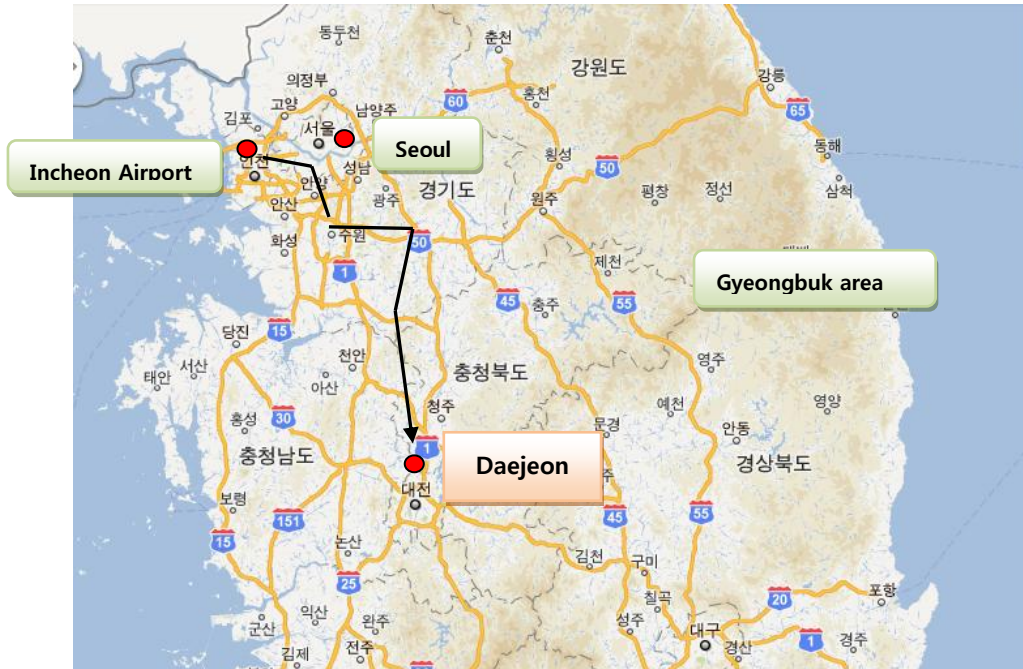 동두천
춘천
강원도
의정부
강릉
고양
남양주
60
홍천
65
김포
서울
Seoul
동해
Incheon Airport
인천
성남
횡성
50
안양
광주
경기도
평창
정선
삼척
안산
원주
화성
수원
50
제천
1
Gyeongbuk area
45
충주
55
15
당진
천안
영주
서산
태안
아산
충청북도
예천
영양
청주
홍성
30
문경
안동
1
충청남도
Daejeon
경상북도
대전
보령
151
45
55
15
논산
김천
구미
25
칠곡
20
포항
익산
군산
완주
성주
대구
1
경산
경주
김제
전주